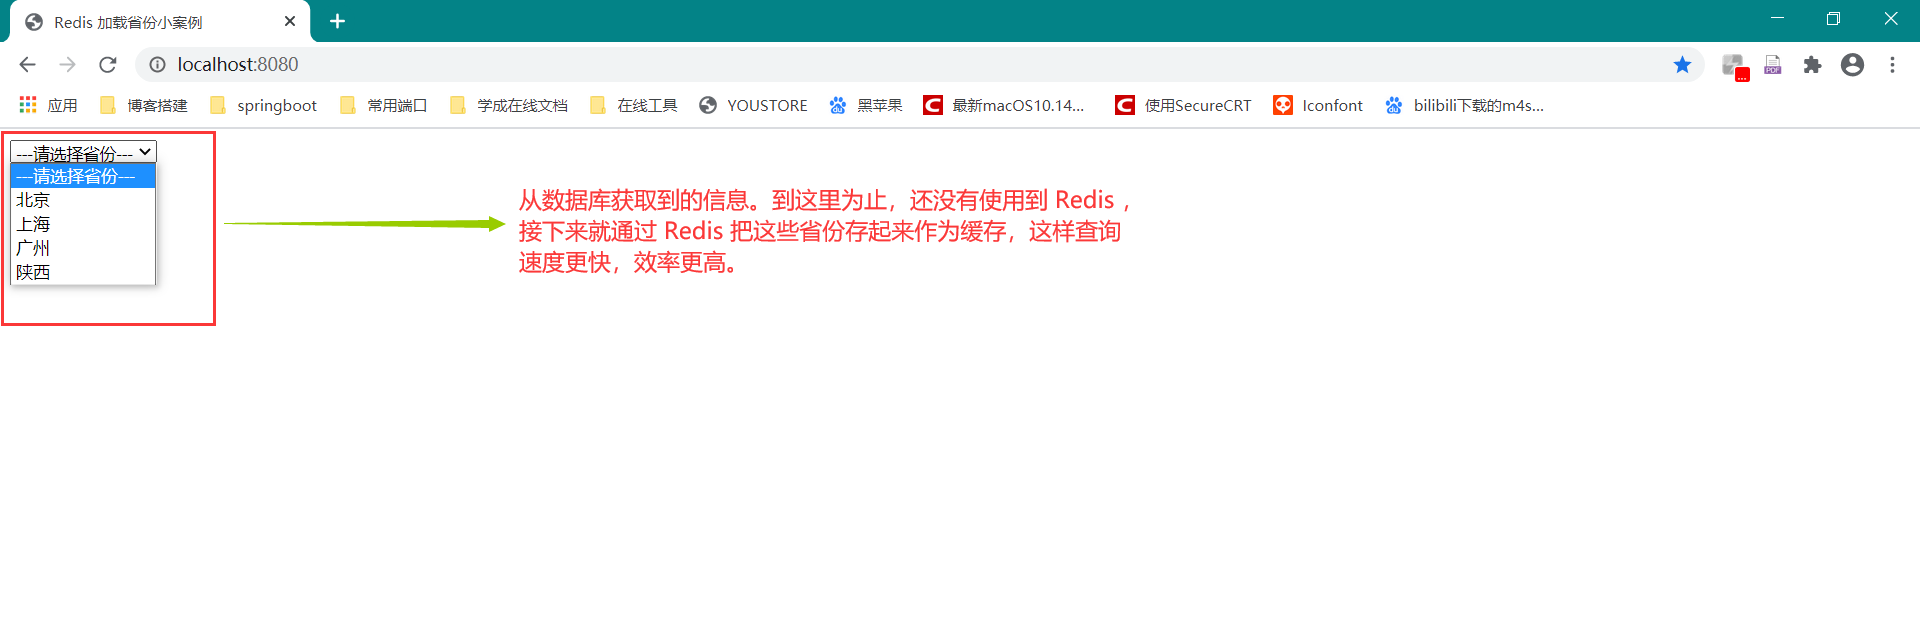 Redis 加载省份小案例
localhost:8080
应用 博客搭建 springboot 常用端口 学成在线文档 在线工具 YOUSTORE 黑苹果 最新macOS10.14... 使用SecureCRT Iconfont bilibili下载的m4s...
---请选择省份---
---请选择省份---
北京
上海
广州
陕西
从数据库获取到的信息。到这里为止，还没有使用到 Redis ，
接下来就通过 Redis 把这些省份存起来作为缓存，这样查询
速度更快，效率更高。